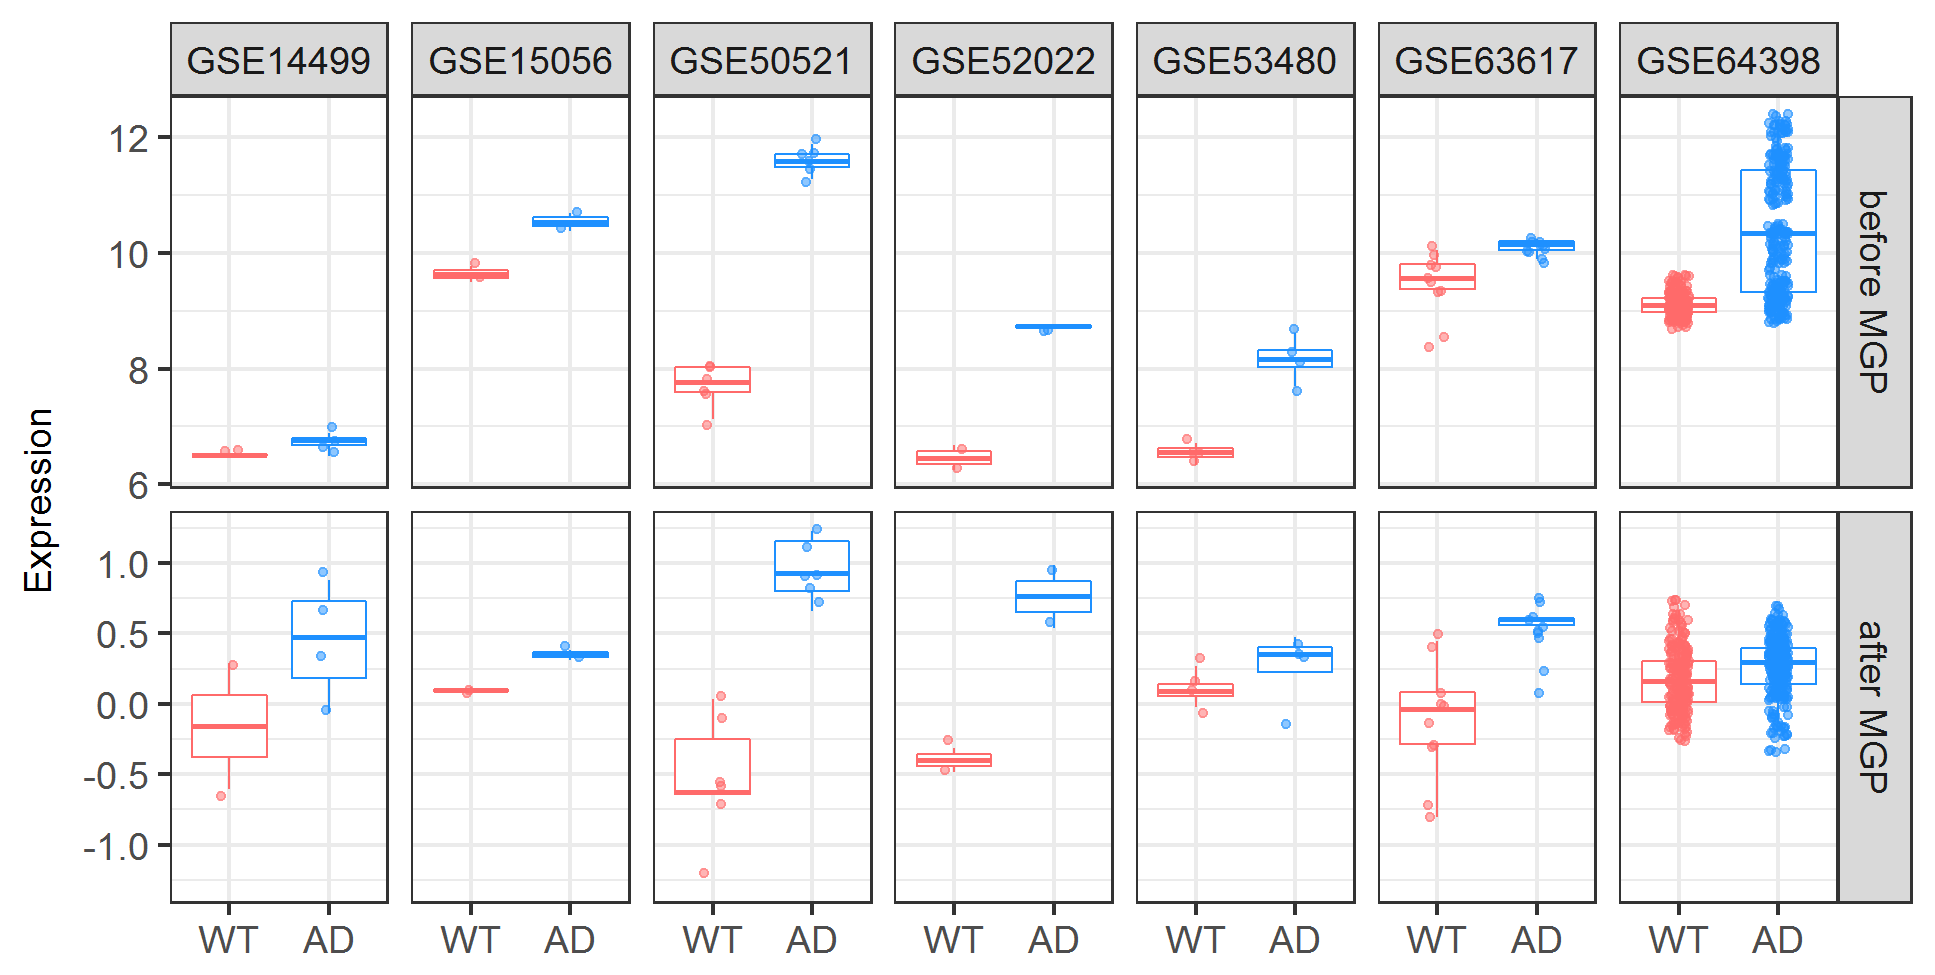 GSE14499 GSE15056 GSE50521 GSE52022 GSE53480 GSE63617 GSE64398
Expression
12
10
8
6
before MGP
1.0
0.5
0.0
-0.5
-1.0
after MGP
WT AD WT AD WT AD WT AD WT AD WT AD WT AD